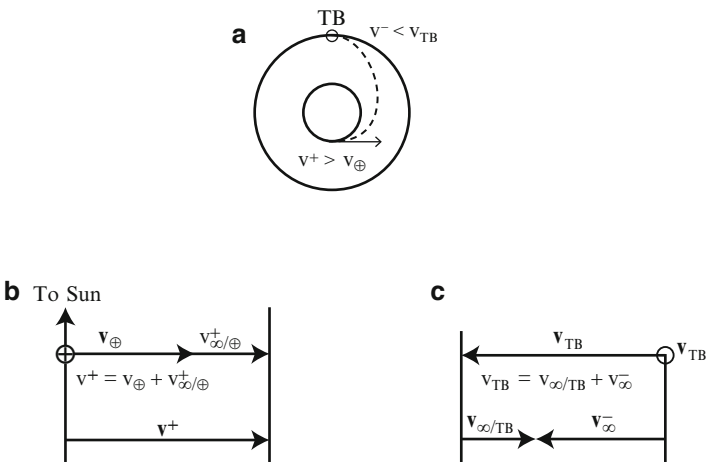 a
TB
v⁻ < v_TB
v⁺ > v_⊕
b
To Sun
v_⊕
v⁺_∞/⊕
v⁺ = v_⊕ + v⁺_∞/⊕
v⁺
c
v_TB
v_TB
v_TB = v_∞/TB + v⁻_∞
v_∞/TB
v⁻_∞